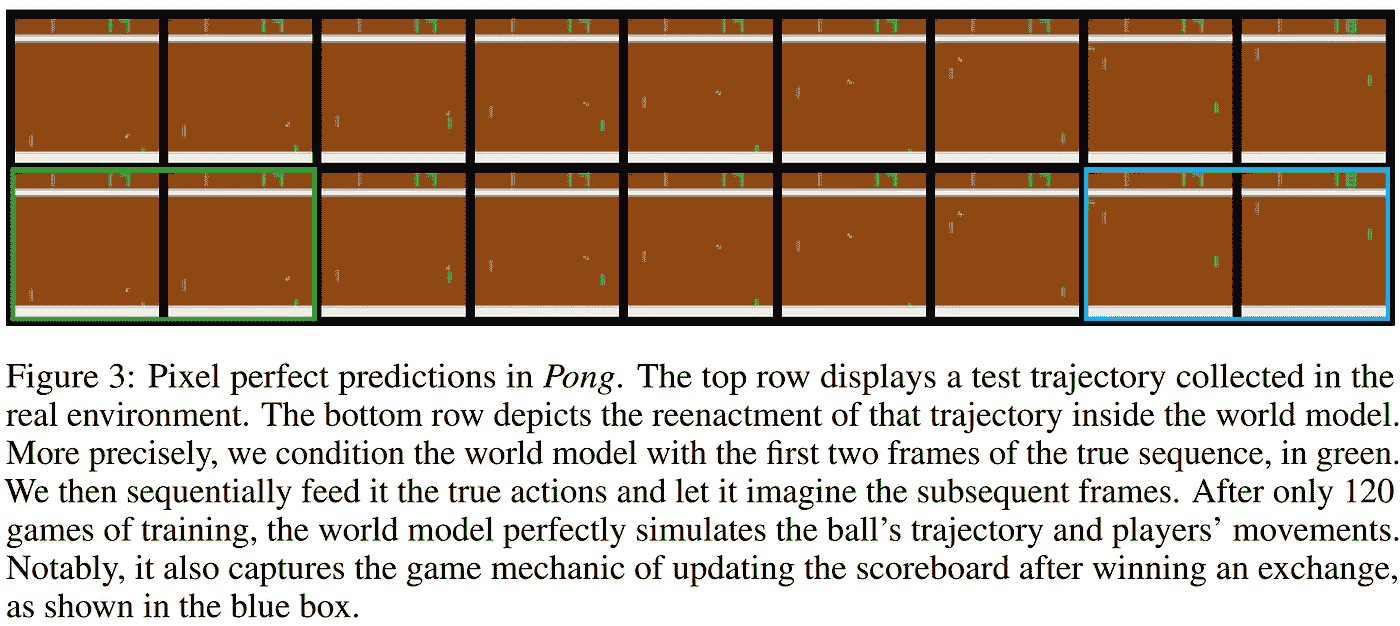 Figure 3: Pixel perfect predictions in Pong. The top row displays a test trajectory collected in the
real environment. The bottom row depicts the reenactment of that trajectory inside the world model.
More precisely, we condition the world model with the first two frames of the true sequence, in green.
We then sequentially feed it the true actions and let it imagine the subsequent frames. After only 120
games of training, the world model perfectly simulates the ball's trajectory and players' movements.
Notably, it also captures the game mechanic of updating the scoreboard after winning an exchange,
as shown in the blue box.